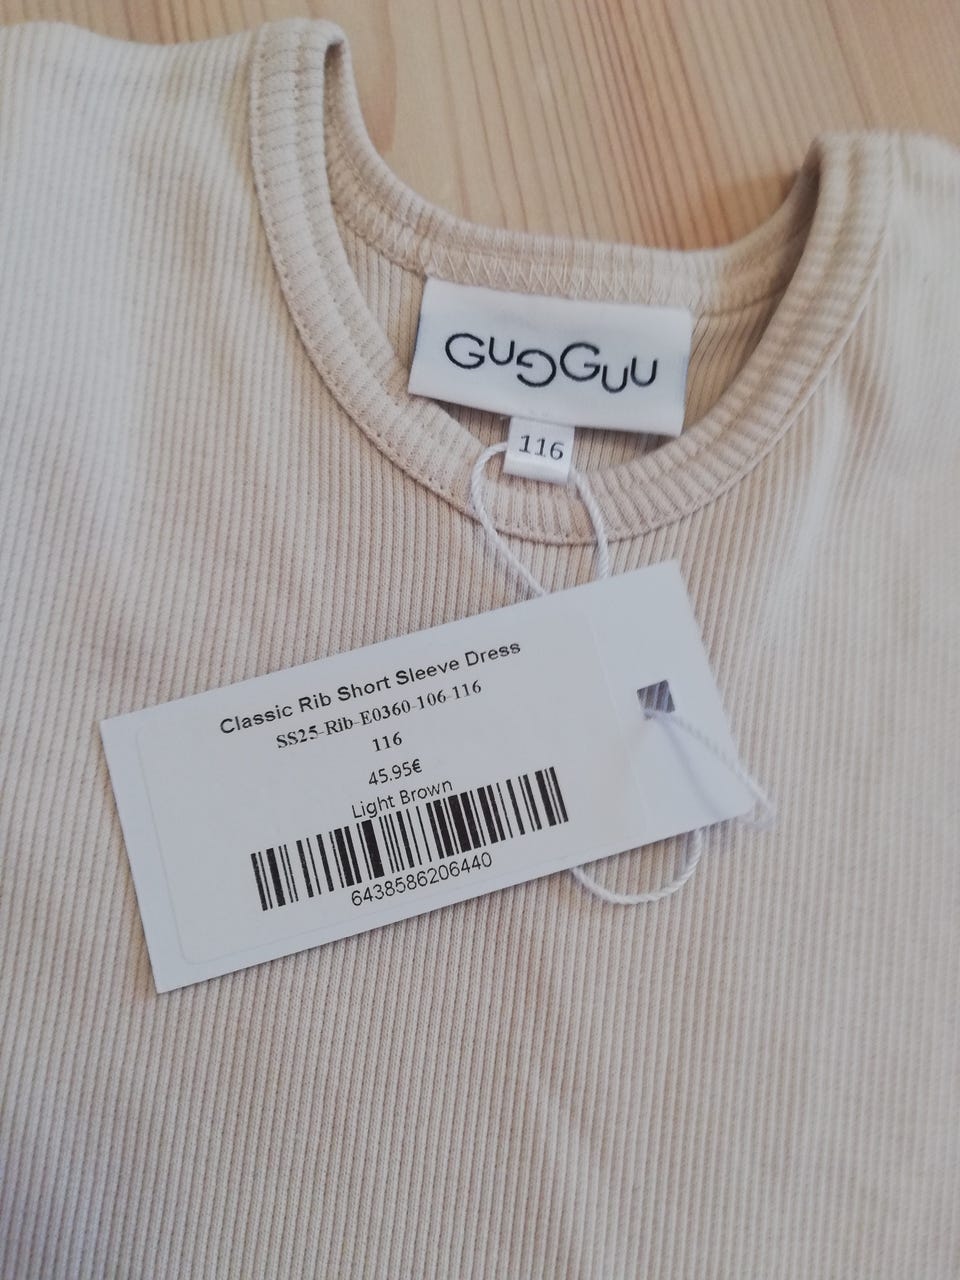 GUGGUU
116
Classic Rib Short Sleeve Dress
SS25-Rib-E0360-106-116
116
45.95€
Light Brown
6438586206440